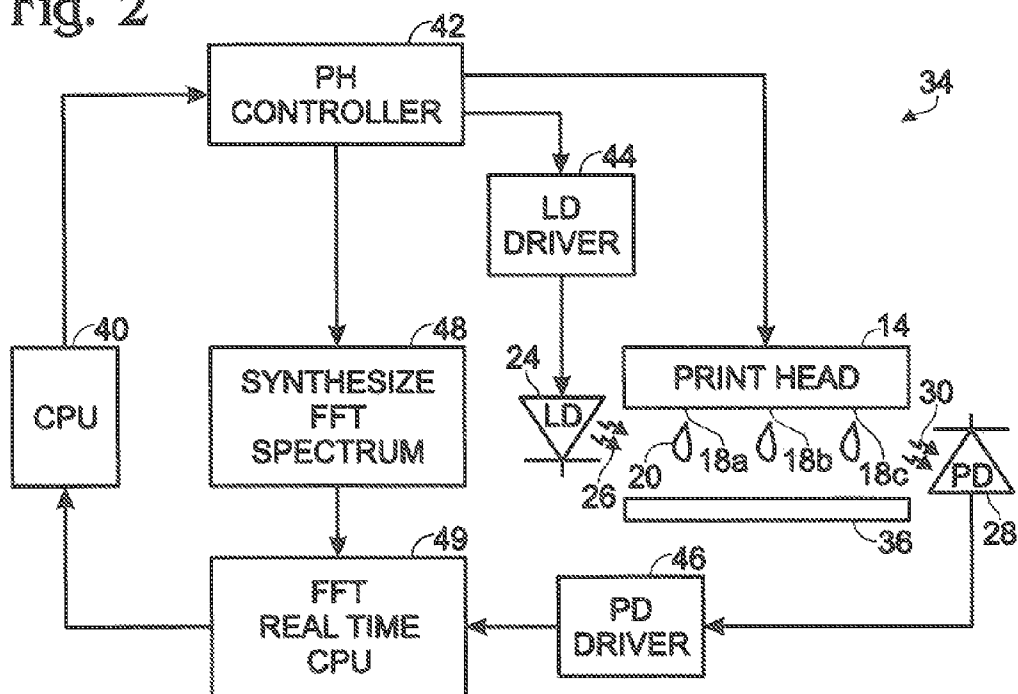 Fig. 2
42
PH
CONTROLLER
34
44
LD
DRIVER
40
CPU
48
SYNTHESIZE
FFT
SPECTRUM
24
LD
26
14
PRINT HEAD
20
18a
18b
18c
30
PD
28
36
49
FFT
REAL TIME
CPU
46
PD
DRIVER